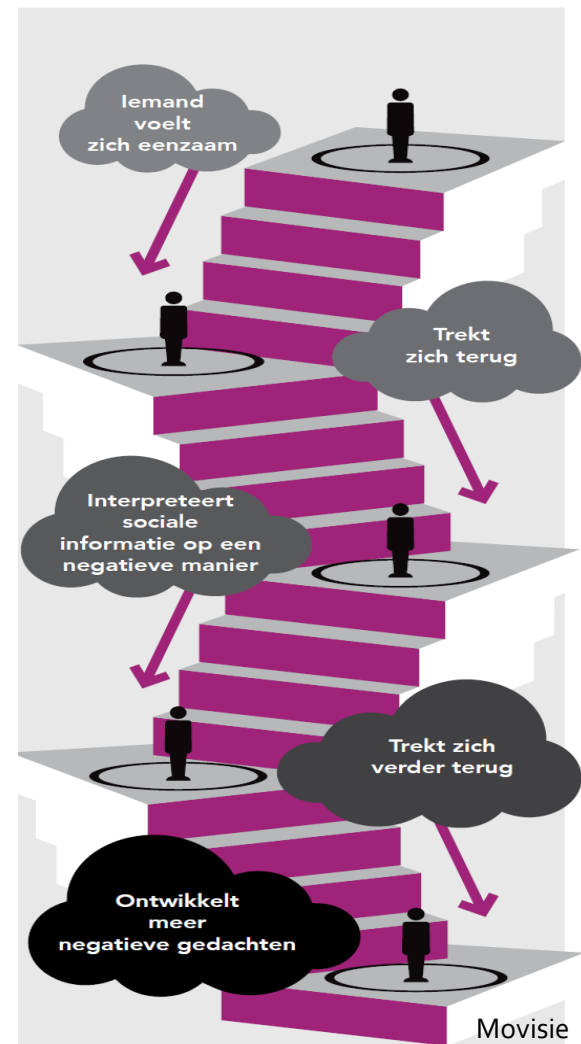 Iemand
voelt
zich eenzaam
Trekt
zich terug
Interpreteert
sociale
informatie op een
negatieve manier
Trekt zich
verder terug
Ontwikkelt
meer
negatieve gedachten
Movisie